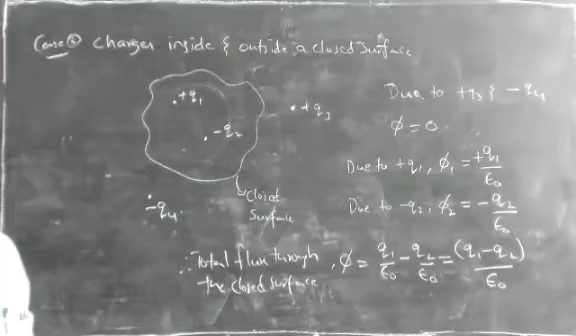 Case② Charges inside & outside a closed surface
.+q₁
.-q₂
.+q₃
-q₄.
Closed
Surface
Due to +q₃ & -q₄
ϕ = 0.
Due to +q₁, ϕ₁ = +q₁/ε₀
Due to -q₂, ϕ₂ = -q₂/ε₀
∴ Total flux through
the closed surface, ϕ = q₁/ε₀ - q₂/ε₀ = (q₁-q₂)/ε₀